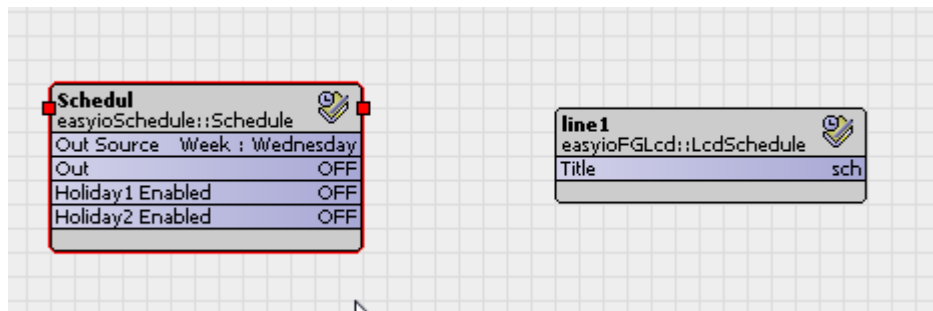 Schedul
easyioSchedule::Schedule
Out Source Week : Wednesday
Out OFF
Holiday1 Enabled OFF
Holiday2 Enabled OFF
line1
easyioFGLcd::LcdSchedule
Title sch